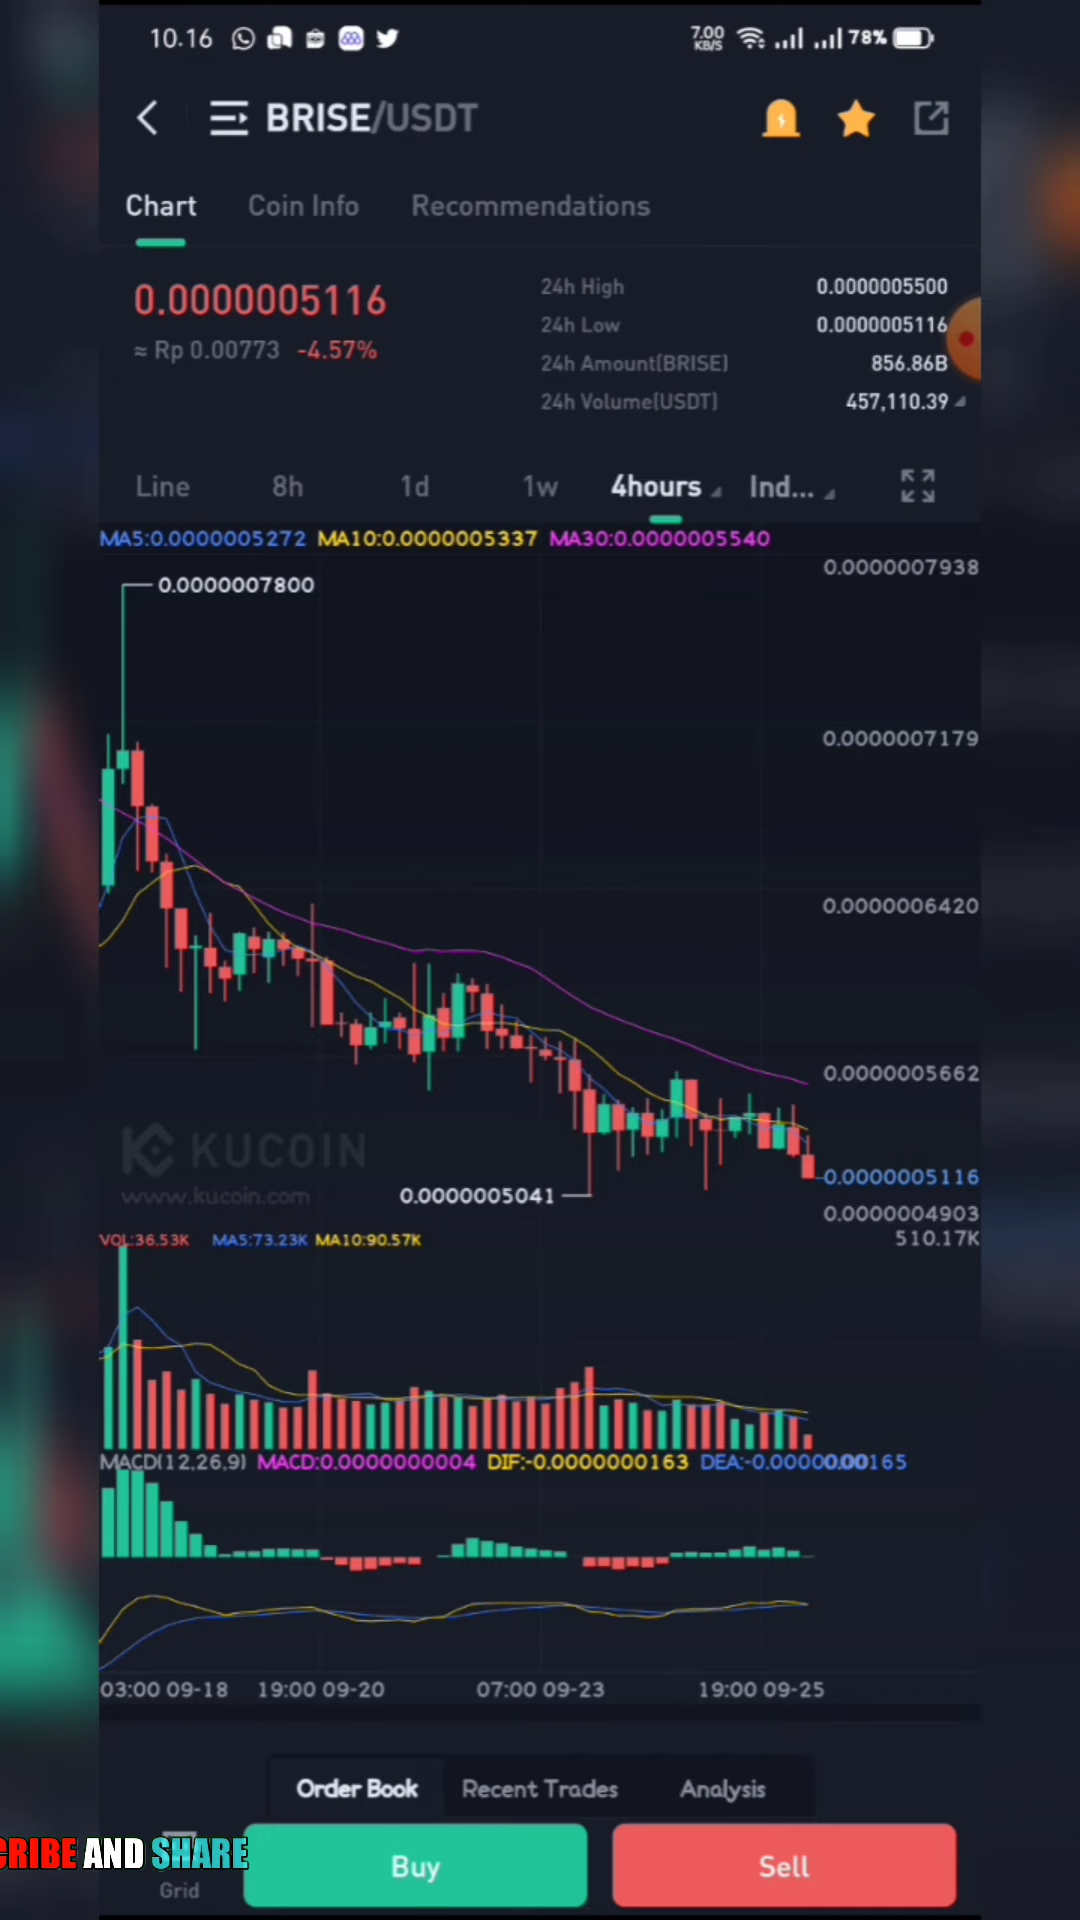 10.16 7.00 KB/S 78%
BRISE/USDT
Chart Coin Info Recommendations
0.0000005116
≈ Rp 0.00773 -4.57%
24h High 0.0000005500
24h Low 0.0000005116
24h Amount(BRISE) 856.86B
24h Volume(USDT) 457,110.39
Line 8h 1d 1w 4hours Ind...
MA5:0.0000005272 MA10:0.0000005337 MA30:0.0000005540
0.0000007938
0.0000007800
0.0000007179
0.0000006420
0.0000005662
KUCOIN
www.kucoin.com
0.0000005116
0.0000005041
0.0000004903
VOL:36.53K MA5:73.23K MA10:90.57K 510.17K
MACD(12,26,9) MACD:0.0000000004 DIF:-0.0000000163 DEA:-0.0000000165
03:00 09-18 19:00 09-20 07:00 09-23 19:00 09-25
Order Book Recent Trades Analysis
CRIBE AND SHARE
Grid
Buy
Sell